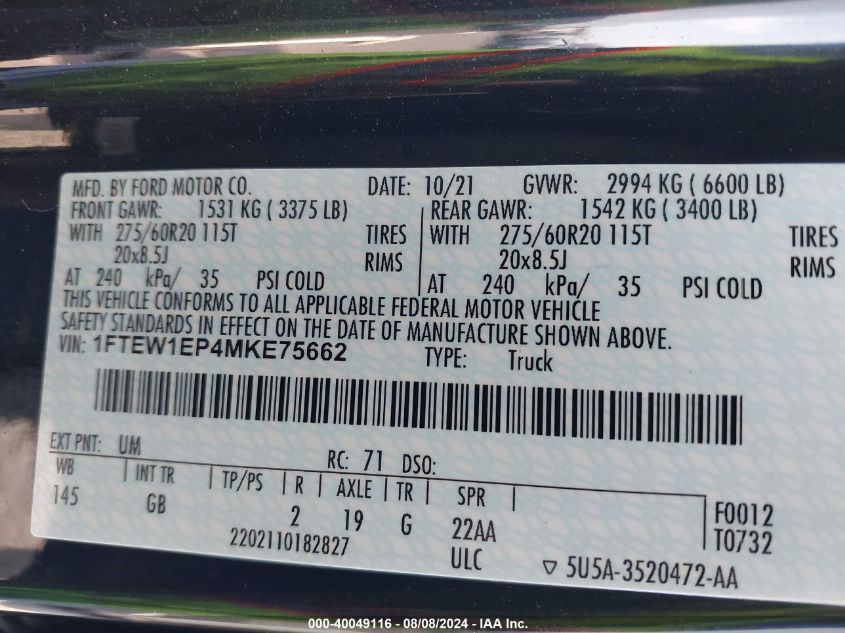 MFD. BY FORD MOTOR CO. DATE: 10/21 GVWR: 2994 KG ( 6600 LB)
FRONT GAWR: 1531 KG ( 3375 LB) REAR GAWR: 1542 KG ( 3400 LB)
WITH 275/60R20 115T TIRES WITH 275/60R20 115T TIRES
20x8.5J RIMS 20x8.5J RIMS
AT 240 kPa/ 35 PSI COLD AT 240 kPa/ 35 PSI COLD
THIS VEHICLE CONFORMS TO ALL APPLICABLE FEDERAL MOTOR VEHICLE
SAFETY STANDARDS IN EFFECT ON THE DATE OF MANUFACTURE SHOWN ABOVE.
VIN: 1FTEW1EP4MKE75662 TYPE: Truck
EXT PNT: UM RC: 71 DSO:
WB INT TR TP/PS R AXLE TR SPR F0012
145 GB 2 19 G 22AA T0732
2202110182827 ULC 5U5A-3520472-AA
000-40049116 - 08/08/2024 - IAA Inc.